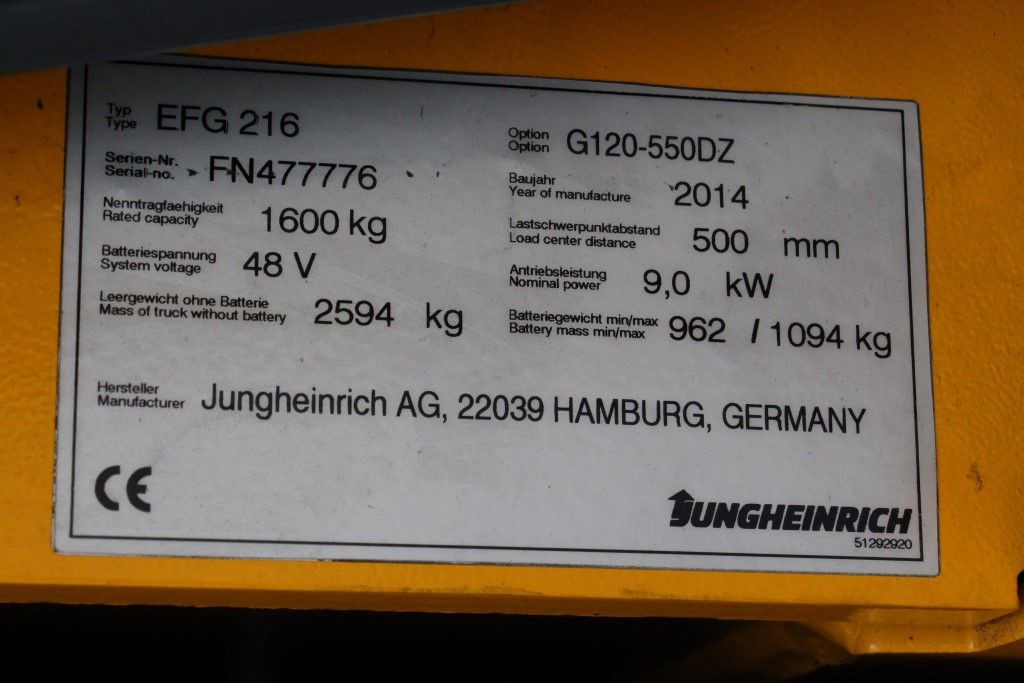 Typ
Type EFG 216
Option
Option G120-550DZ
Serien-Nr.
Serial-no. FN477776
Baujahr
Year of manufacture 2014
Nenntragfaehigkeit
Rated capacity 1600 kg
Lastschwerpunktabstand
Load center distance 500 mm
Batteriespannung
System voltage 48 V
Antriebsleistung
Nominal power 9,0 kW
Leergewicht ohne Batterie
Mass of truck without battery 2594 kg
Batteriegewicht min/max
Battery mass min/max 962 / 1094 kg
Hersteller
Manufacturer Jungheinrich AG, 22039 HAMBURG, GERMANY
CE
JUNGHEINRICH
51292920